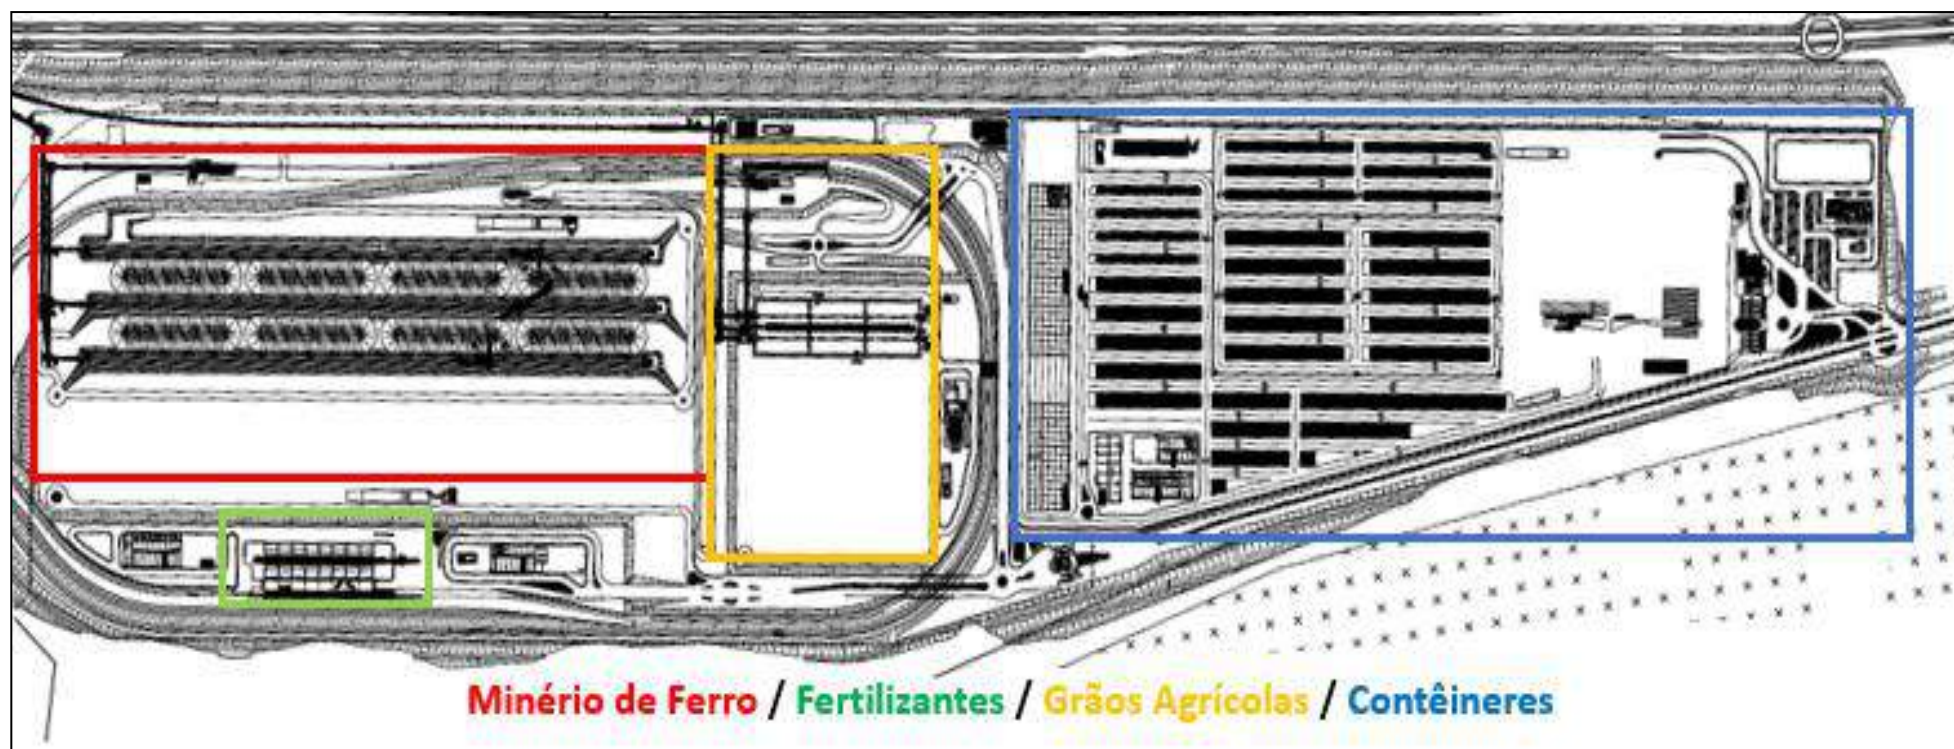 Minério de Ferro / Fertilizantes / Grãos Agrícolas / Contêineres